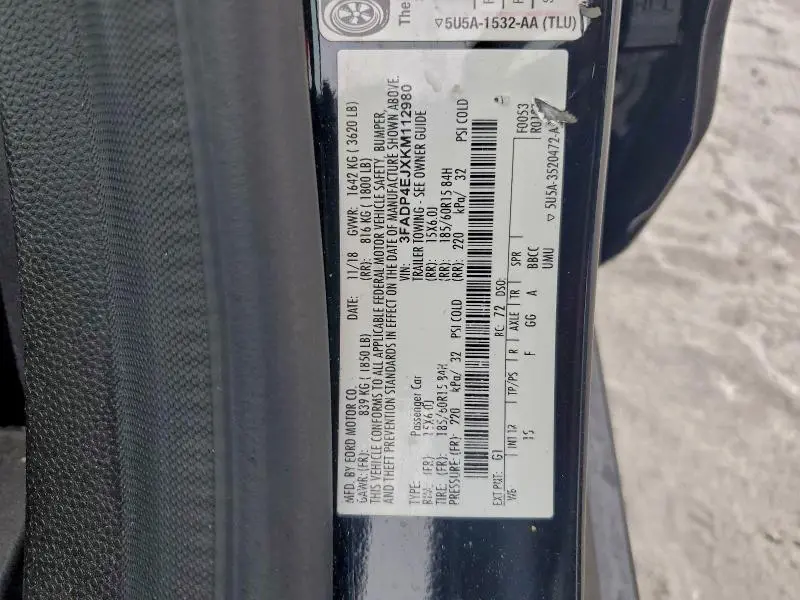 The
▽5U5A-1532-AA (TLU)
MFD. BY FORD MOTOR CO. DATE: 11/18 GVWR: 1642 KG ( 3620 LB)
GAWR: (FR): 839 KG ( 1850 LB) (RR): 816 KG ( 1800 LB)
THIS VEHICLE CONFORMS TO ALL APPLICABLE FEDERAL MOTOR VEHICLE SAFETY, BUMPER,
AND THEFT PREVENTION STANDARDS IN EFFECT ON THE DATE OF MANUFACTURE SHOWN ABOVE.
VIN: 3FADP4EJXKM112980
TYPE: Passenger Car TRAILER TOWING - SEE OWNER GUIDE
RIM: (FR) 15X6.0J (RR): 15X6.0J
TIRE: (FR) 185/60R15 84H (RR): 185/60R15 84H
PRESSURE: (FR) 220 kPa/ 32 PSI COLD (RR): 220 kPa/ 32 PSI COLD
EXT PNT: G1 RC: 72 DSO: F0053
INT TR TP/PS R AXLE TR SPR
15 F GG A BBCC
UMU
▽ 5U5A-3520472-A